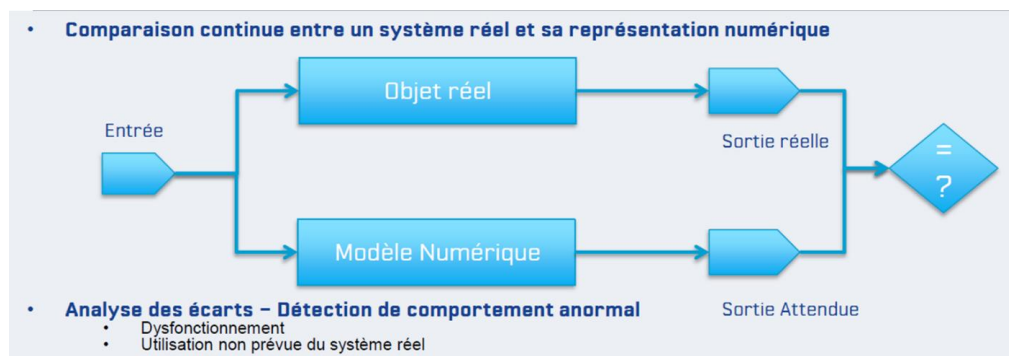 • Comparaison continue entre un système réel et sa représentation numérique
Objet réel
Entrée
Sortie réelle
=
?
Modèle Numérique
• Analyse des écarts – Détection de comportement anormal
Sortie Attendue
• Dysfonctionnement
• Utilisation non prévue du système réel